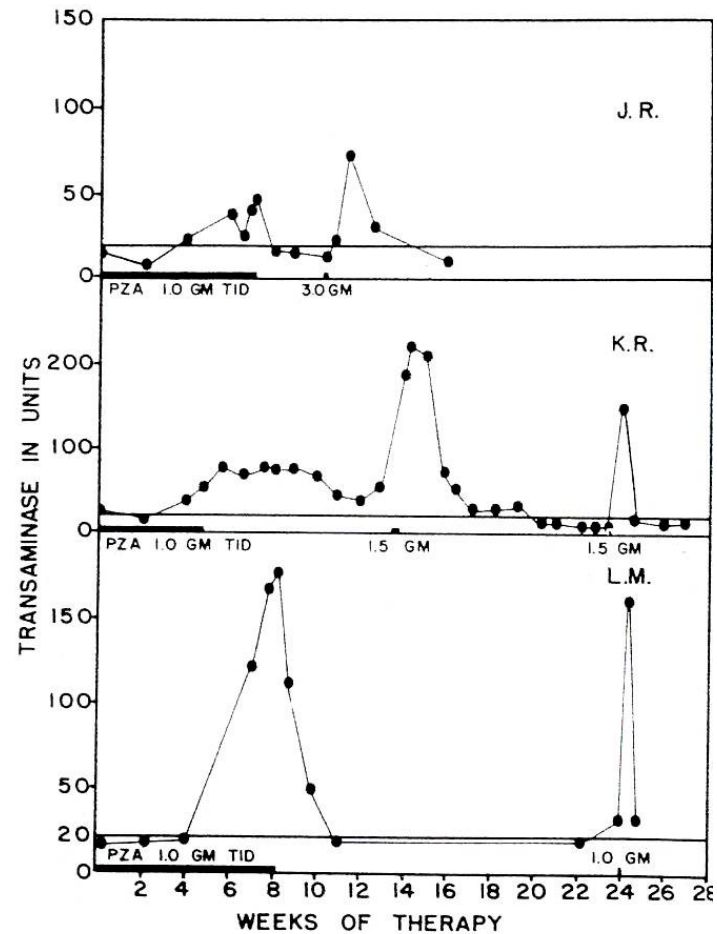 150
100
J.R.
50
0
PZA 1.0 GM TID 3.0 GM
K.R.
200
100
0
PZA 1.0 GM TID 1.5 GM 1.5 GM
L.M.
150
100
50
20
PZA 1.0 GM TID 1.0 GM
0
2 4 6 8 10 12 14 16 18 20 22 24 26 28
WEEKS OF THERAPY
TRANSAMINASE IN UNITS